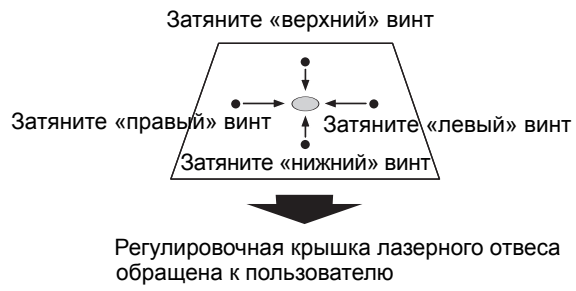 Затяните «верхний» винт
Затяните «правый» винт
Затяните «левый» винт
Затяните «нижний» винт
Регулировочная крышка лазерного отвеса
обращена к пользователю